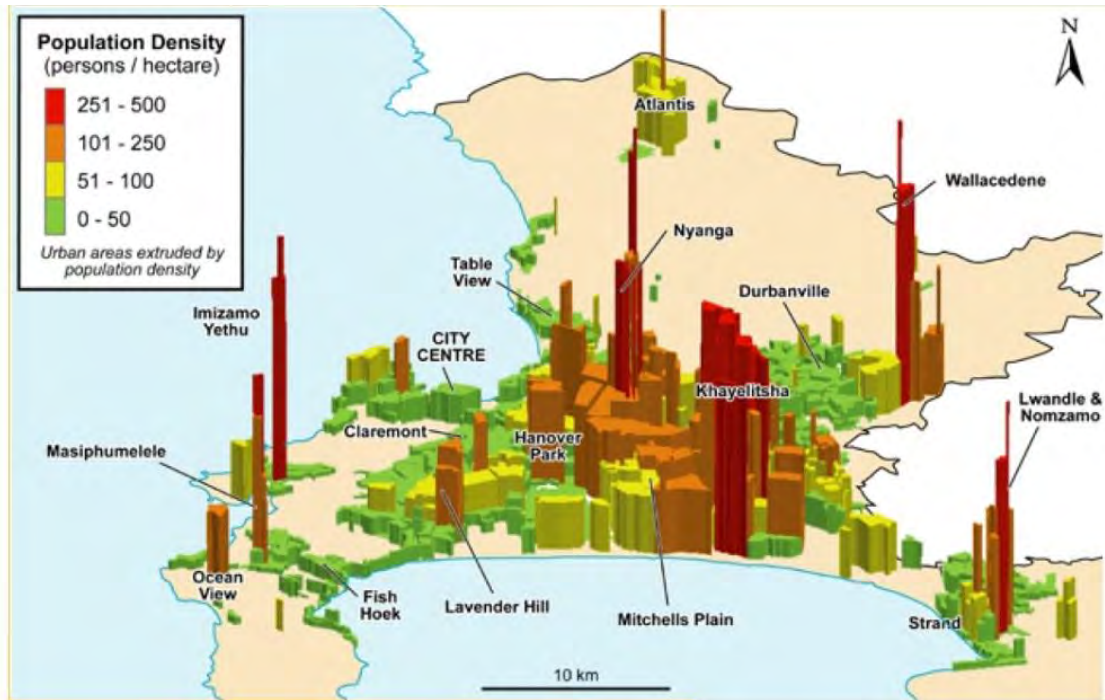 Population Density
(persons / hectare)
251 - 500
101 - 250
51 - 100
0 - 50
Urban areas extruded by
population density
N
Atlantis
Wallacedene
Nyanga
Table
View
Durbanville
Imizamo
Yethu
CITY
CENTRE
Khayelitsha
Lwandle &
Nomzamo
Claremont
Hanover
Park
Masiphumelele
Ocean
View
Fish
Hoek
Lavender Hill
Mitchells Plain
Strand
10 km